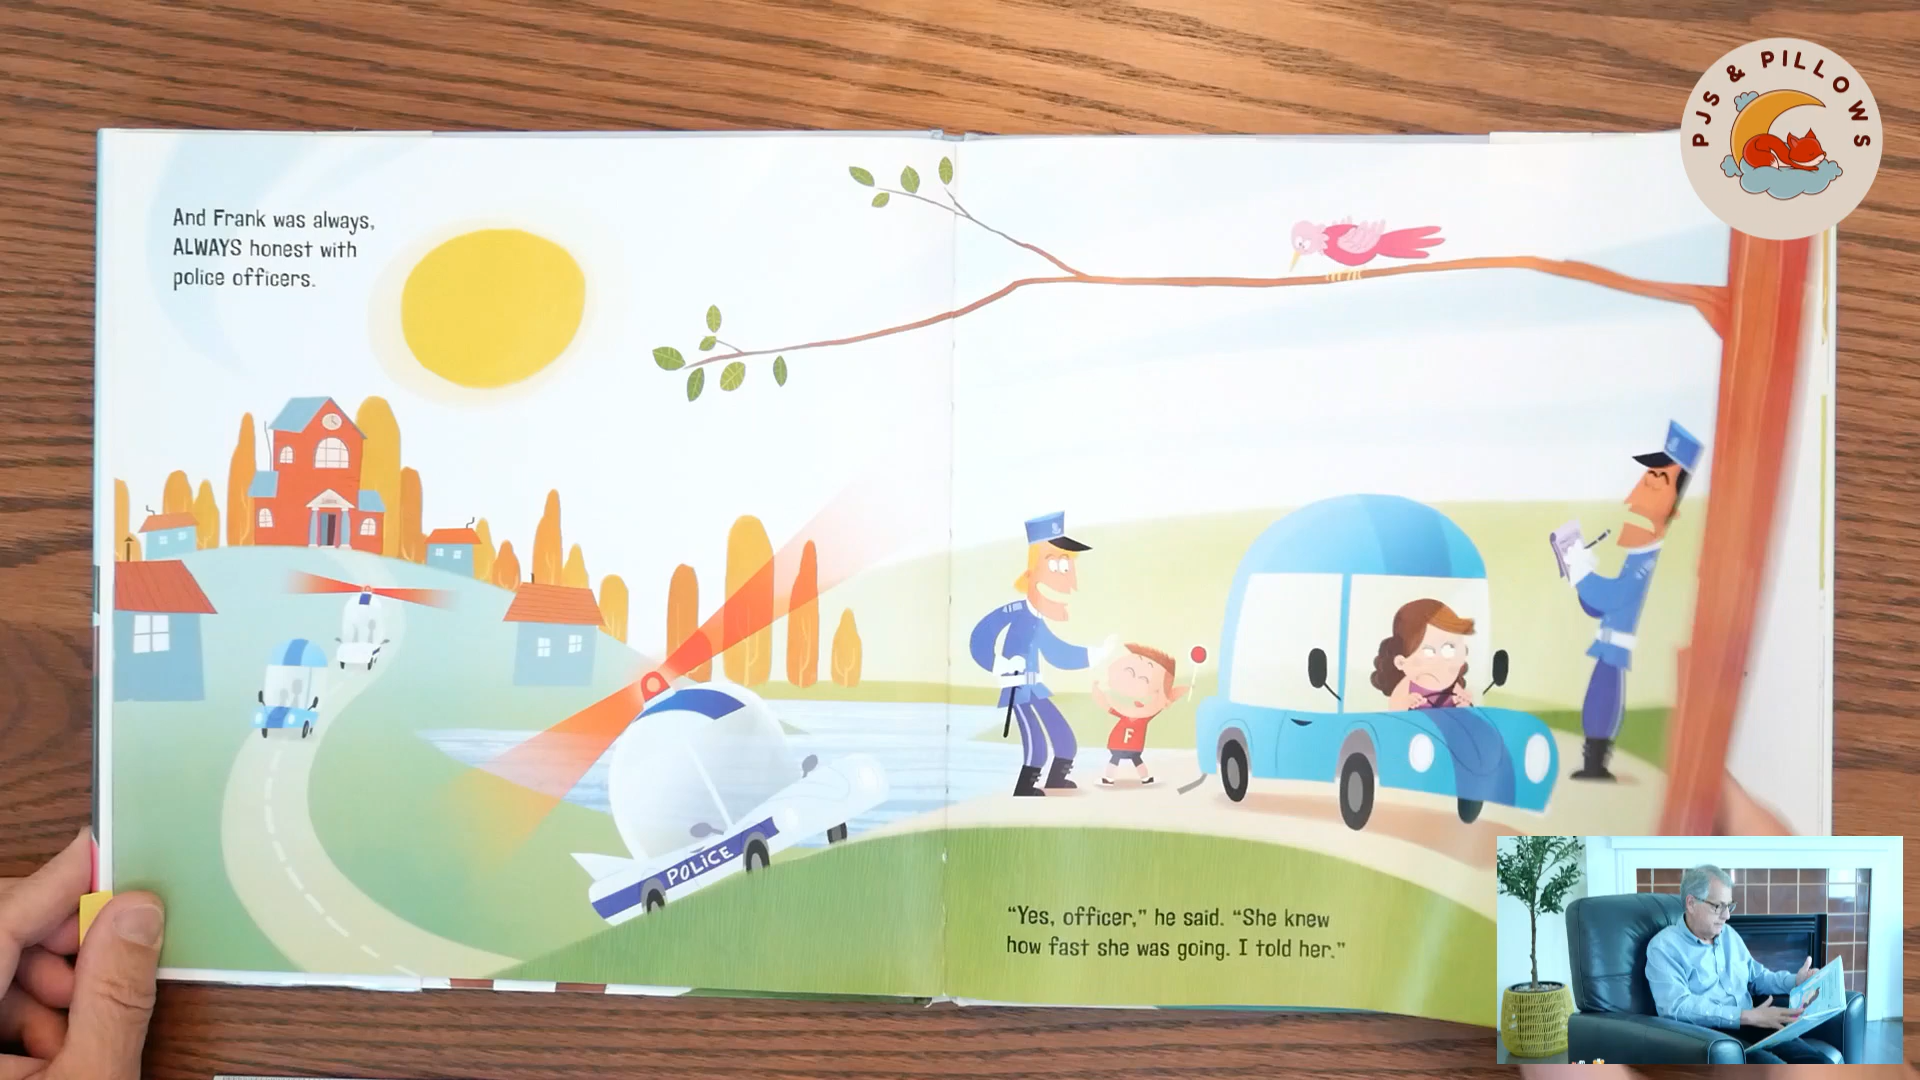 PJS & PILLOWS
And Frank was always,
ALWAYS honest with
police officers.
POLICE
F
"Yes, officer," he said. "She knew
how fast she was going. I told her."